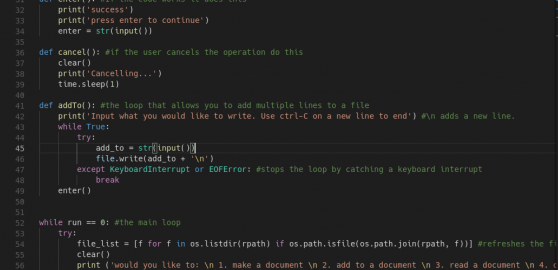 31 def enter(): #if the code works it does this
32 print('success')
33 print('press enter to continue')
34 enter = str(input())
35
36 def cancel(): #if the user cancels the operation do this
37 clear()
38 print('Cancelling...')
39 time.sleep(1)
40
41 def addTo(): #the loop that allows you to add multiple lines to a file
42 print('Input what you would like to write. Use ctrl-C on a new line to end') #\n adds a new line.
43 while True:
44 try:
45 add_to = str(input())
46 file.write(add_to + '\n')
47 except KeyboardInterrupt or EOFError: #stops the loop by catching a keyboard interrupt
48 break
49 enter()
50
51
52 while run == 0: #the main loop
53 try:
54 file_list = [f for f in os.listdir(rpath) if os.path.isfile(os.path.join(rpath, f))] #refreshes the
55 clear()
56 print ('would you like to: \n 1. make a document \n 2. add to a document \n 3. read a document \n 4.